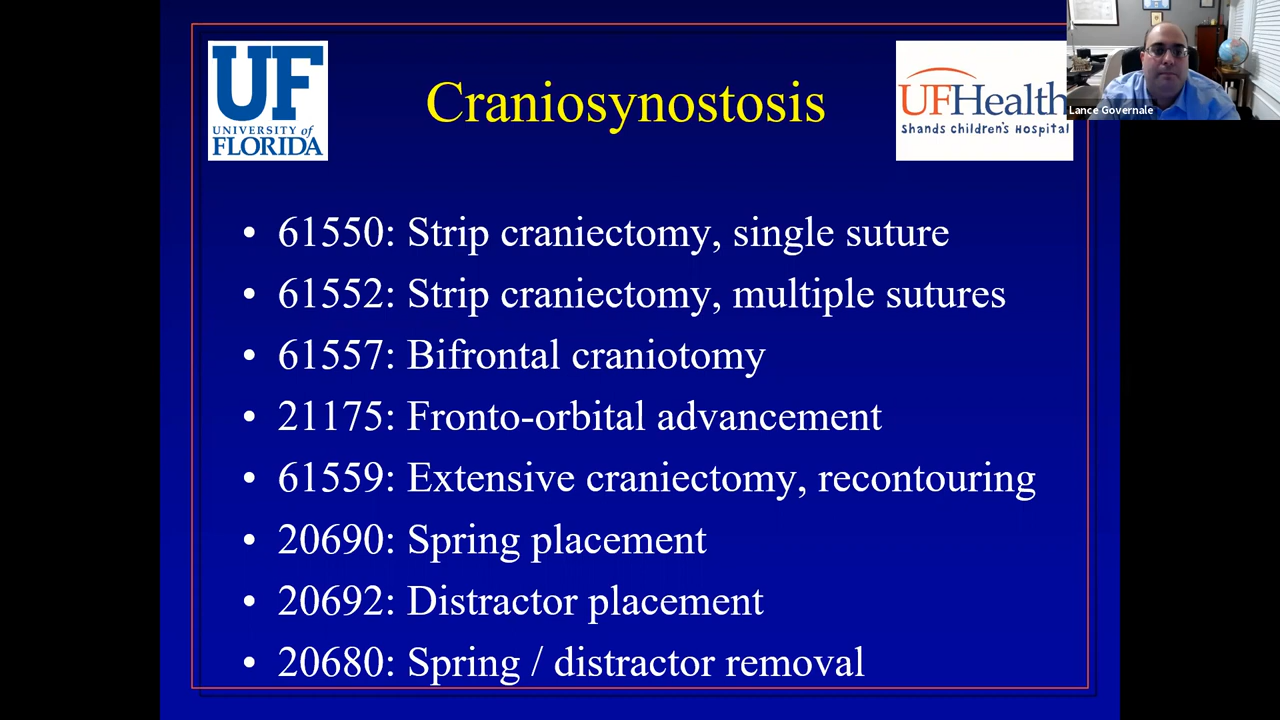 UF
UNIVERSITY of
FLORIDA
Craniosynostosis
UFHealth
Shands Children's Hospital
Lance Governale
• 61550: Strip craniectomy, single suture
• 61552: Strip craniectomy, multiple sutures
• 61557: Bifrontal craniotomy
• 21175: Fronto-orbital advancement
• 61559: Extensive craniectomy, recontouring
• 20690: Spring placement
• 20692: Distractor placement
• 20680: Spring / distractor removal